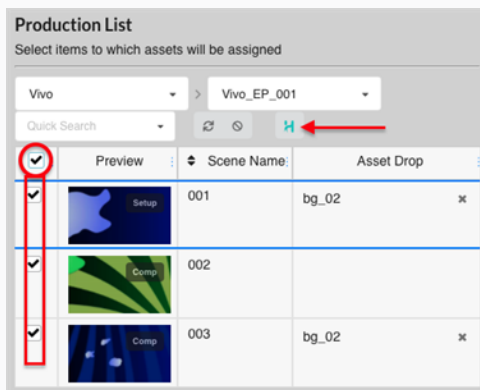 Production List
Select items to which assets will be assigned
Vivo > Vivo_EP_001
Quick Search
Preview Scene Name Asset Drop
Setup 001 bg_02
Comp 002
Comp 003 bg_02